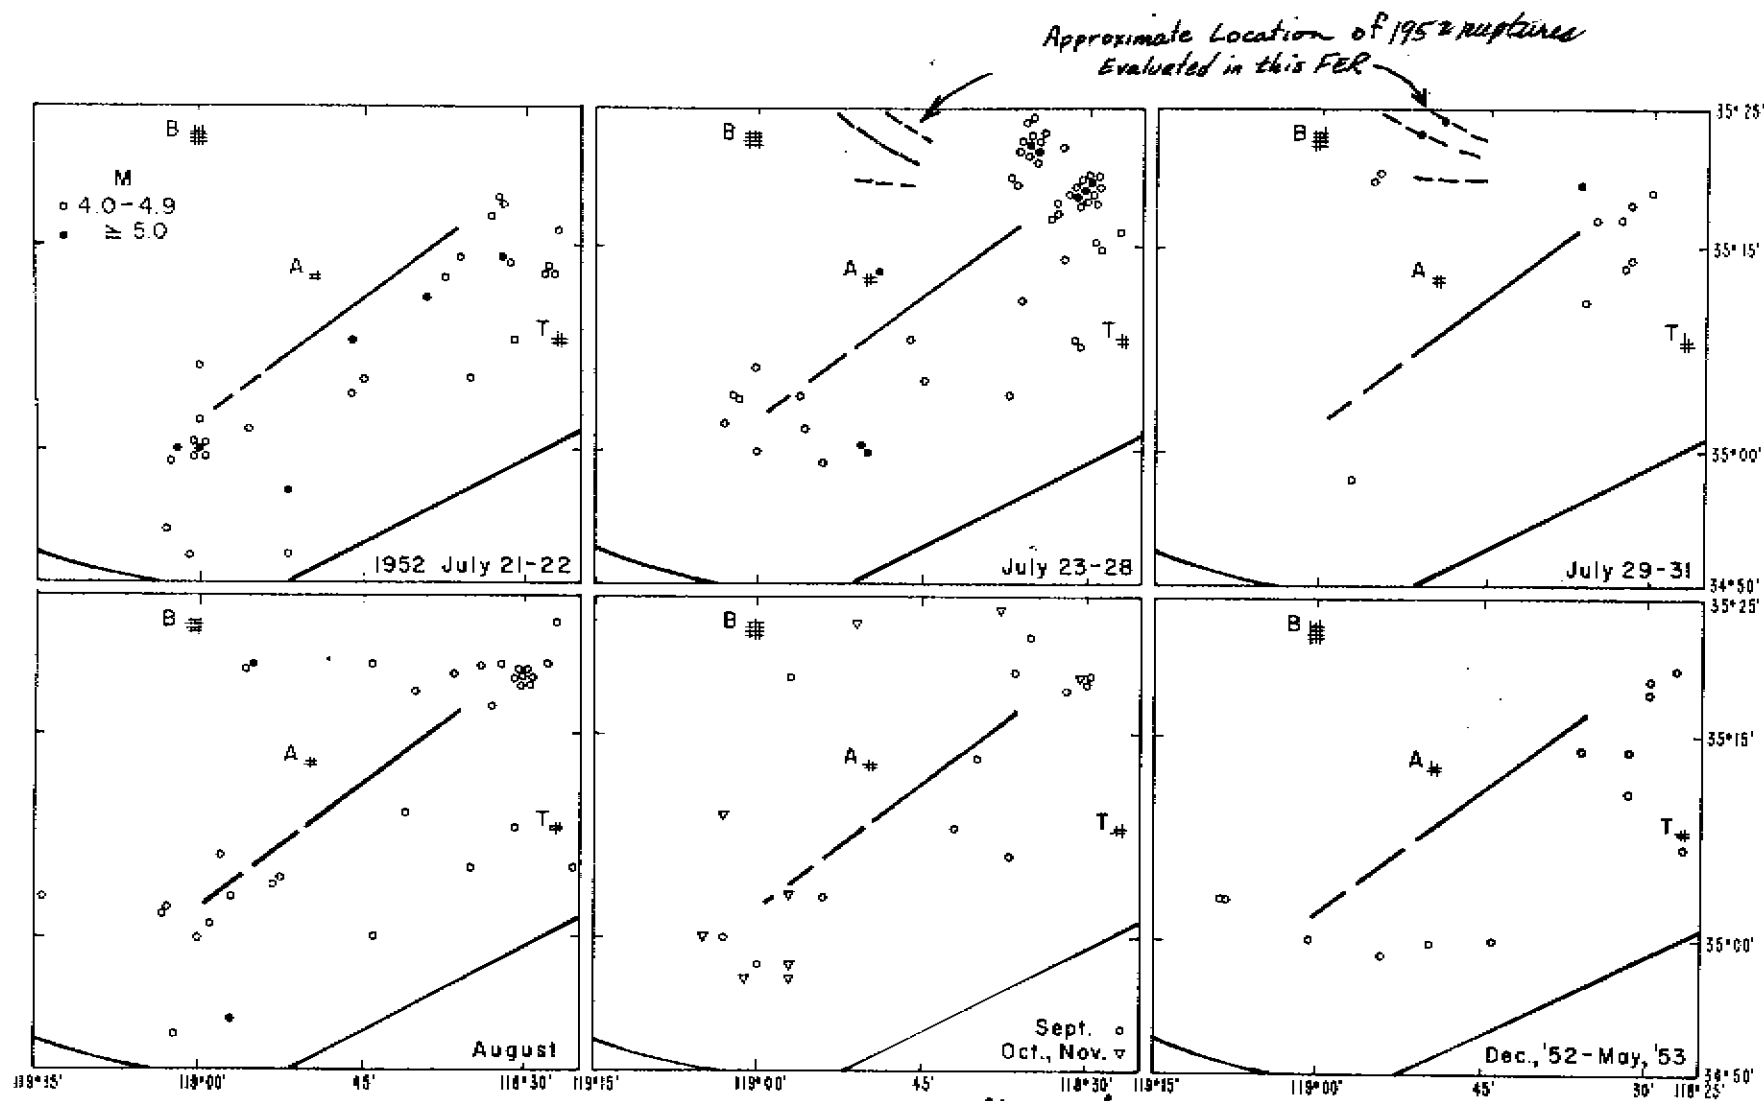 Approximate Location of 1952 ruptures
Evaluated in this FER
B
M
4.0-4.9
≥ 5.0
A
T
1952 July 21-22
B
A
T
July 23-28
B
A
T
July 29-31
35°25'
35°15'
35°00'
34°50'
B
A
T
August
B
A
T
Sept.
Oct., Nov.
B
A
T
Dec., '52-May, '53
35°25'
35°15'
35°00'
34°50'
119°15' 119°00' 45' 118°30' 119°15' 119°00' 45' 118°30' 119°15' 119°00' 45' 30' 118°25'